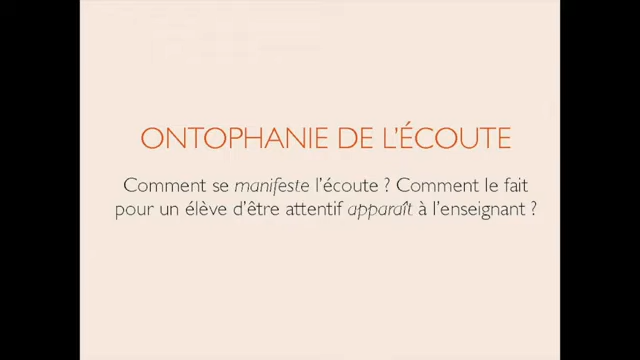 ONTOPHANIE DE L'ÉCOUTE
Comment se manifeste l'écoute ? Comment le fait
pour un élève d'être attentif apparaît à l'enseignant ?